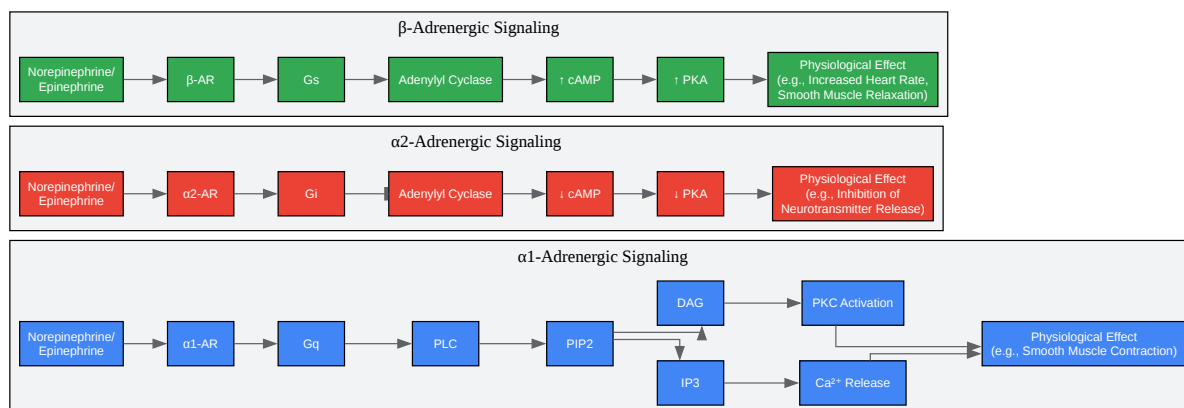 β-Adrenergic Signaling
Norepinephrine/
Epinephrine
β-AR
Gs
Adenylyl Cyclase
↑ cAMP
↑ PKA
Physiological Effect
(e.g., Increased Heart Rate,
Smooth Muscle Relaxation)
α2-Adrenergic Signaling
Norepinephrine/
Epinephrine
α2-AR
Gi
Adenylyl Cyclase
↓ cAMP
↓ PKA
Physiological Effect
(e.g., Inhibition of
Neurotransmitter Release)
α1-Adrenergic Signaling
Norepinephrine/
Epinephrine
α1-AR
Gq
PLC
PIP2
DAG
PKC Activation
IP3
Ca²⁺ Release
Physiological Effect
(e.g., Smooth Muscle Contraction)